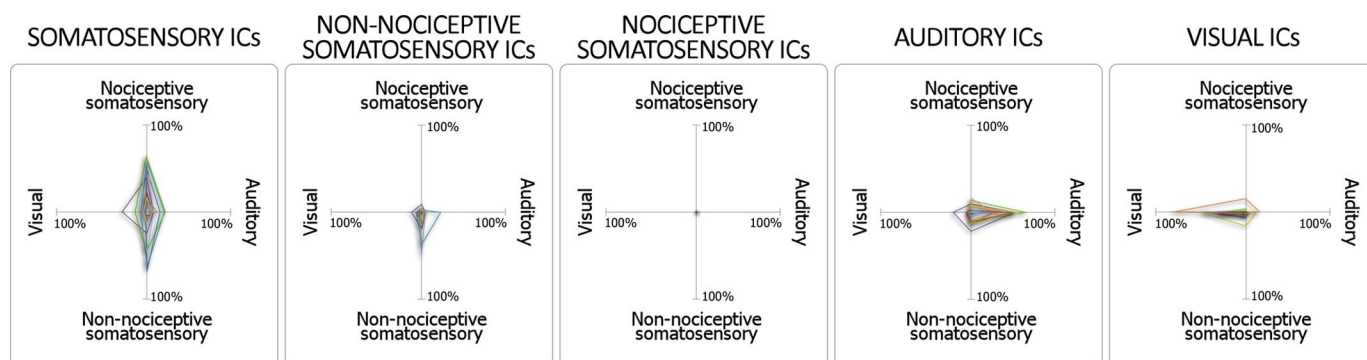 SOMATOSENSORY ICs
NON-NOCICEPTIVE
SOMATOSENSORY ICs
NOCICEPTIVE
SOMATOSENSORY ICs
AUDITORY ICs
VISUAL ICs
Nociceptive
somatosensory
100%
Visual
100%
100%
Auditory
100%
Non-nociceptive
somatosensory
Nociceptive
somatosensory
100%
Visual
100%
100%
Auditory
100%
Non-nociceptive
somatosensory
Nociceptive
somatosensory
100%
Visual
100%
100%
Auditory
100%
Non-nociceptive
somatosensory
Nociceptive
somatosensory
100%
Visual
100%
100%
Auditory
100%
Non-nociceptive
somatosensory
Nociceptive
somatosensory
100%
Visual
100%
100%
Auditory
100%
Non-nociceptive
somatosensory